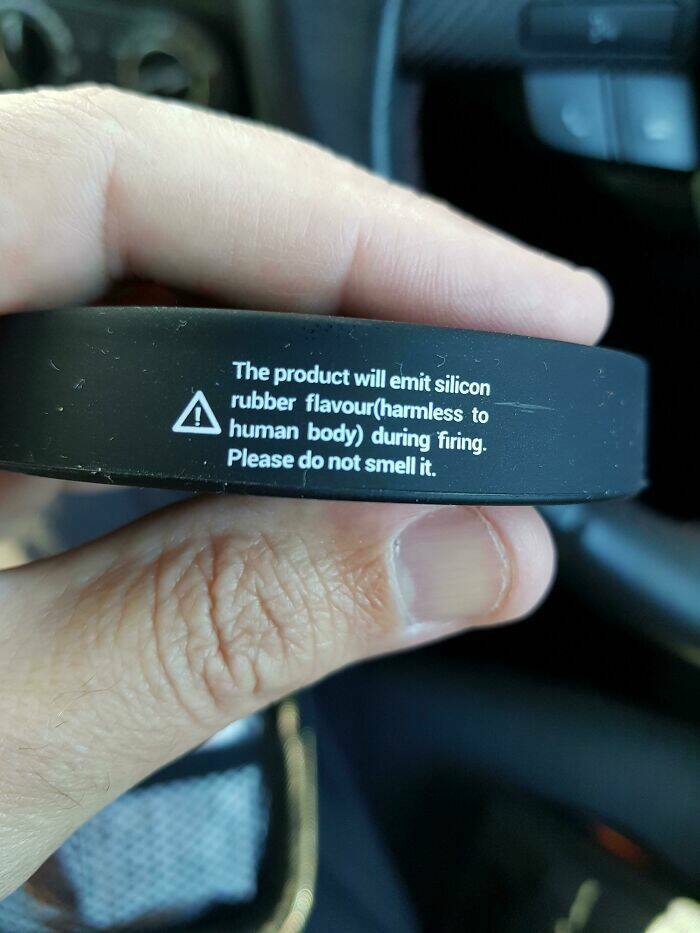 The product will emit silicon
rubber flavour(harmless to
human body) during firing.
Please do not smell it.